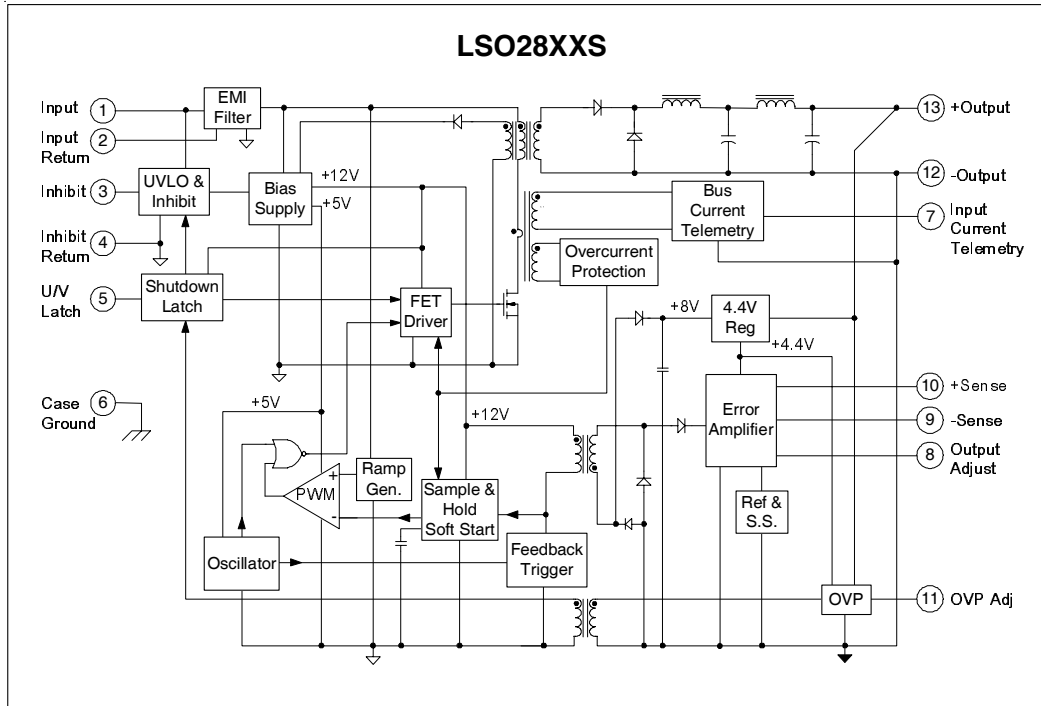 LSO28XXS
Input
1
EMI
Filter
13
+Output
Input
Return
2
Inhibit
3
UVLO &
Inhibit
Bias
Supply
+12V
+5V
12
-Output
Bus
Current
Telemetry
7
Input
Current
Telemetry
Inhibit
Return
4
Overcurrent
Protection
U/V
Latch
5
Shutdown
Latch
FET
Driver
+8V
4.4V
Reg
+4.4V
Case
Ground
6
+5V
+12V
Error
Amplifier
10
+Sense
9
-Sense
8
Output
Adjust
+
PWM
-
Ramp
Gen.
Sample &
Hold
Soft Start
Ref &
S.S.
Oscillator
Feedback
Trigger
OVP
11
OVP Adj